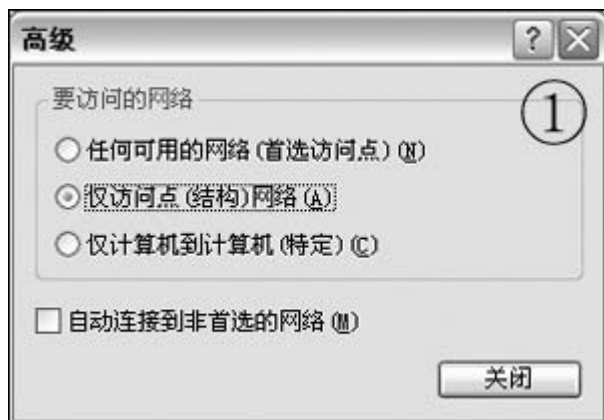 高级
要访问的网络
①
任何可用的网络(首选访问点)(N)
仅访问点(结构)网络(A)
仅计算机到计算机(特定)(C)
自动连接到非首选的网络(M)
关闭